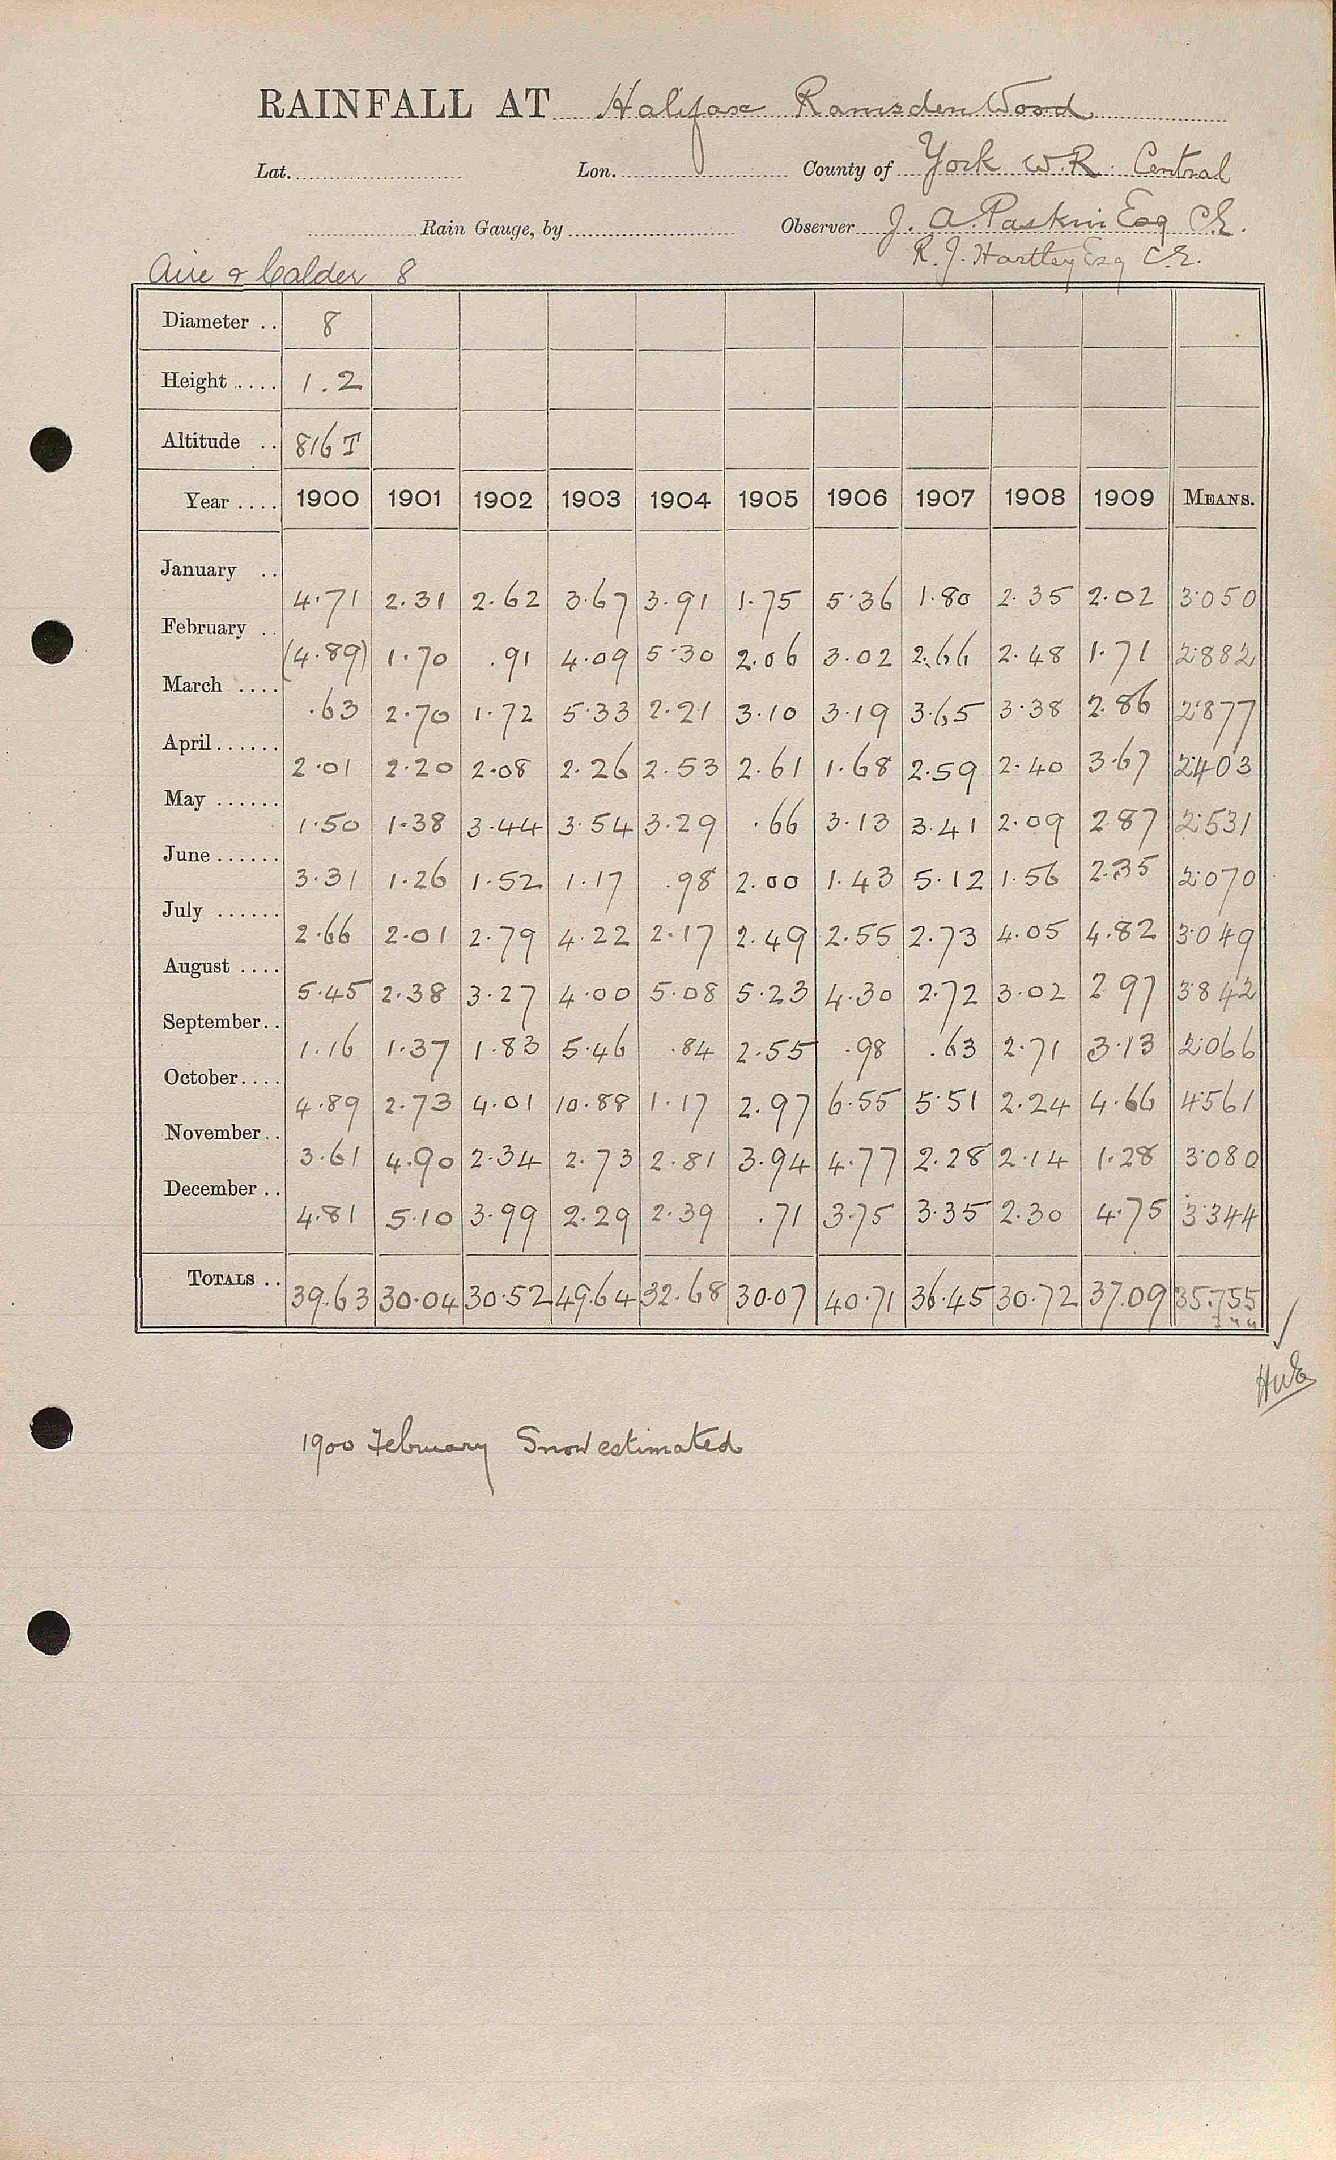 RAINFALL AT Halifax Ramsden Wood
Lat. Lon. County of York W.R. Central
Rain Gauge, by Observer J. A. Paskin Esq C.E.
R. J. Hartley Esq C.E.
Aire & Calder 8
Diameter .. 8
Height ..... 1.2
Altitude .. 816 T
Year .... 1900 1901 1902 1903 1904 1905 1906 1907 1908 1909 MEANS.
January .. 4.71 2.31 2.62 3.67 3.91 1.75 5.36 1.80 2.35 2.02 3.050
February .. (4.89) 1.70 .91 4.09 5.30 2.06 3.02 2.66 2.48 1.71 2.882
March .... .63 2.70 1.72 5.33 2.21 3.10 3.19 3.65 3.38 2.86 2.877
April...... 2.01 2.20 2.08 2.26 2.53 2.61 1.68 2.59 2.40 3.67 2.403
May ...... 1.50 1.38 3.44 3.54 3.29 .66 3.13 3.41 2.09 2.87 2.531
June ...... 3.31 1.26 1.52 1.17 .98 2.00 1.43 5.12 1.56 2.35 2.070
July ...... 2.66 2.01 2.79 4.22 2.17 2.49 2.55 2.73 4.05 4.82 3.049
August .... 5.45 2.38 3.27 4.00 5.08 5.23 4.30 2.72 3.02 2.97 3.842
September.. 1.16 1.37 1.83 5.46 .84 2.55 .98 .63 2.71 3.13 2.066
October.... 4.89 2.73 4.01 10.88 1.17 2.97 6.55 5.51 2.24 4.66 4.561
November.. 3.61 4.90 2.34 2.73 2.81 3.94 4.77 2.28 2.14 1.28 3.080
December .. 4.81 5.10 3.99 2.29 2.39 .71 3.75 3.35 2.30 4.75 3.344
TOTALS .. 39.63 30.04 30.52 49.64 32.68 30.07 40.71 36.45 30.72 37.09 35.755
1900 February Snow estimated